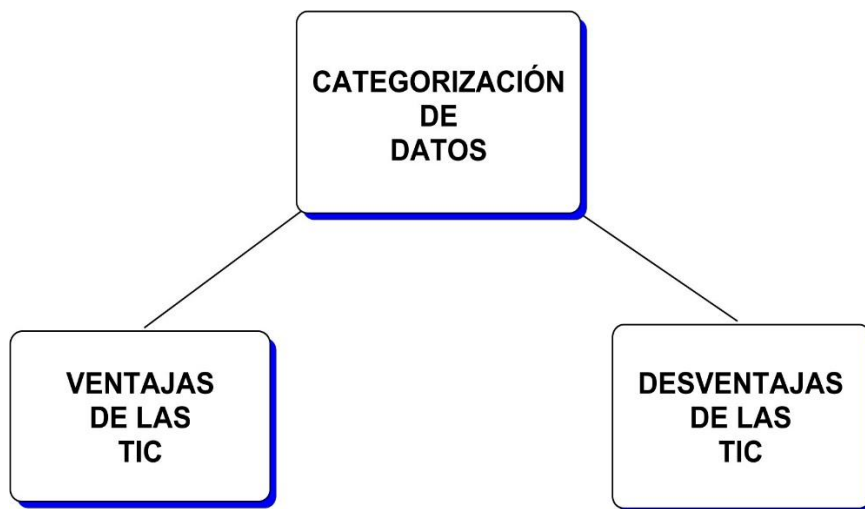 CATEGORIZACIÓN
DE
DATOS
VENTAJAS
DE LAS
TIC
DESVENTAJAS
DE LAS
TIC